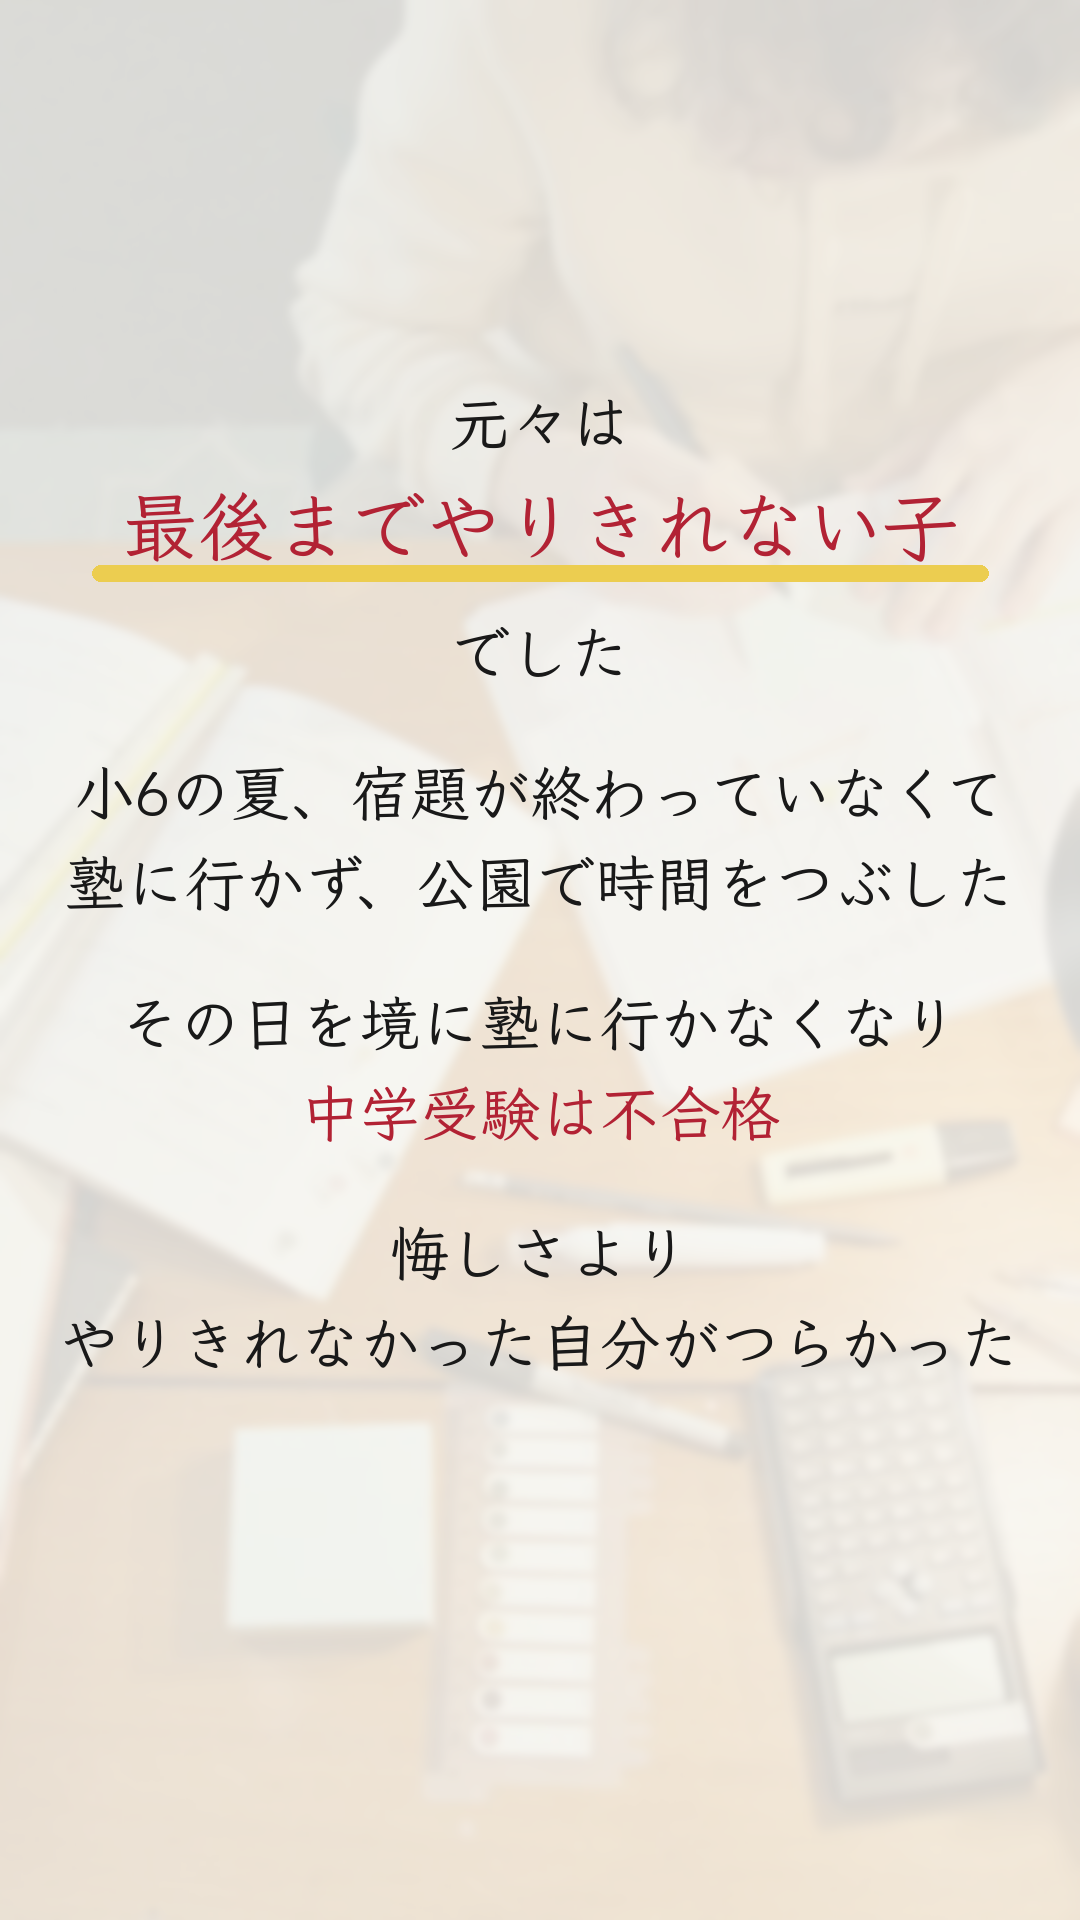 元々は
最後までやりきれない子
でした
小6の夏、宿題が終わっていなくて
塾に行かず、公園で時間をつぶした
その日を境に塾に行かなくなり
中学受験は不合格
悔しさより
やりきれなかった自分がつらかった